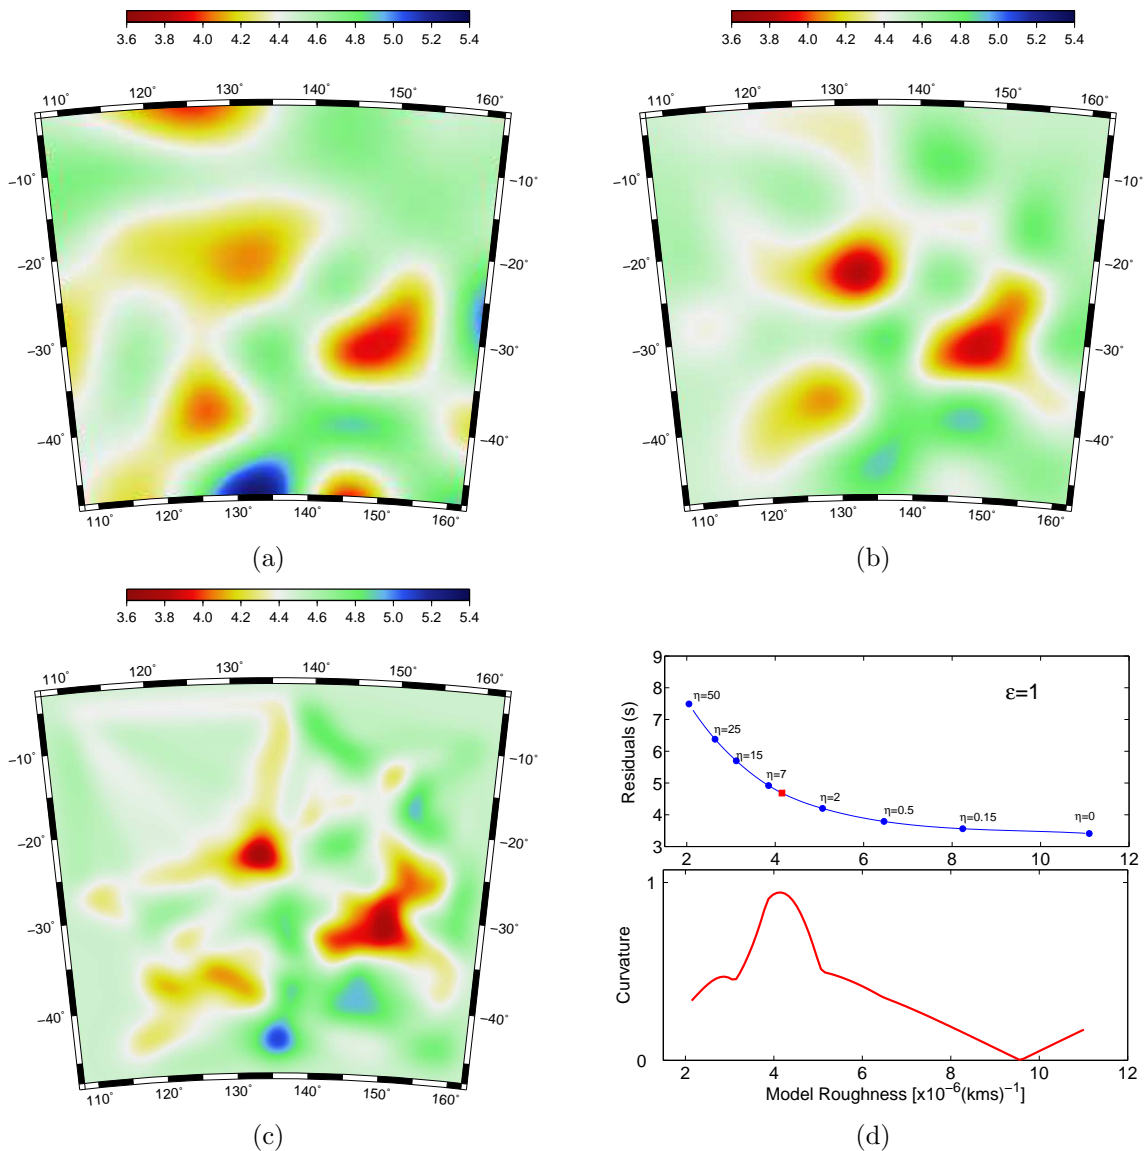 3.6 3.8 4.0 4.2 4.4 4.6 4.8 5.0 5.2 5.4
110° 120° 130° 140° 150° 160°
−10° −10°
−20° −20°
−30° −30°
−40° −40°
110° 120° 130° 140° 150° 160°
(a)
3.6 3.8 4.0 4.2 4.4 4.6 4.8 5.0 5.2 5.4
110° 120° 130° 140° 150° 160°
−10° −10°
−20° −20°
−30° −30°
−40° −40°
110° 120° 130° 140° 150° 160°
(b)
3.6 3.8 4.0 4.2 4.4 4.6 4.8 5.0 5.2 5.4
110° 120° 130° 140° 150° 160°
−10° −10°
−20° −20°
−30° −30°
−40° −40°
110° 120° 130° 140° 150° 160°
(c)
9
8
7
6
5
4
3
Residuals (s)
ε=1
η=50
η=25
η=15
η=7
η=2
η=0.5
η=0.15
η=0
2 4 6 8 10 12
1
0
Curvature
2 4 6 8 10 12
Model Roughness [x10⁻⁶(kms)⁻¹]
(d)